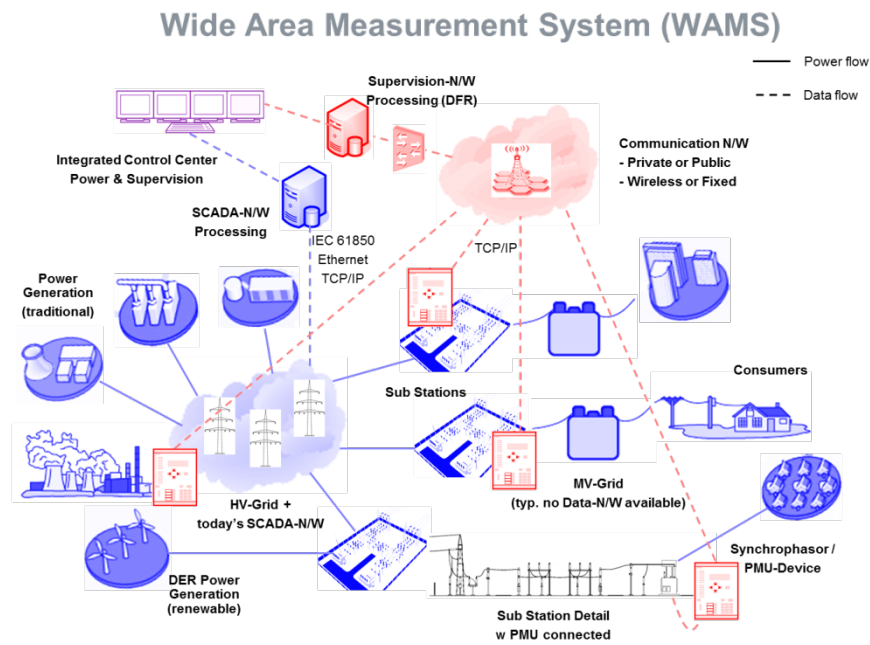 Wide Area Measurement System (WAMS)
Power flow
Data flow
Supervision-N/W
Processing (DFR)
Communication N/W
- Private or Public
- Wireless or Fixed
Integrated Control Center
Power & Supervision
SCADA-N/W
Processing
IEC 61850
Ethernet
TCP/IP
TCP/IP
Power
Generation
(traditional)
Sub Stations
Consumers
MV-Grid
(typ. no Data-N/W available)
HV-Grid +
today's SCADA-N/W
DER Power
Generation
(renewable)
Synchrophasor /
PMU-Device
Sub Station Detail
w PMU connected